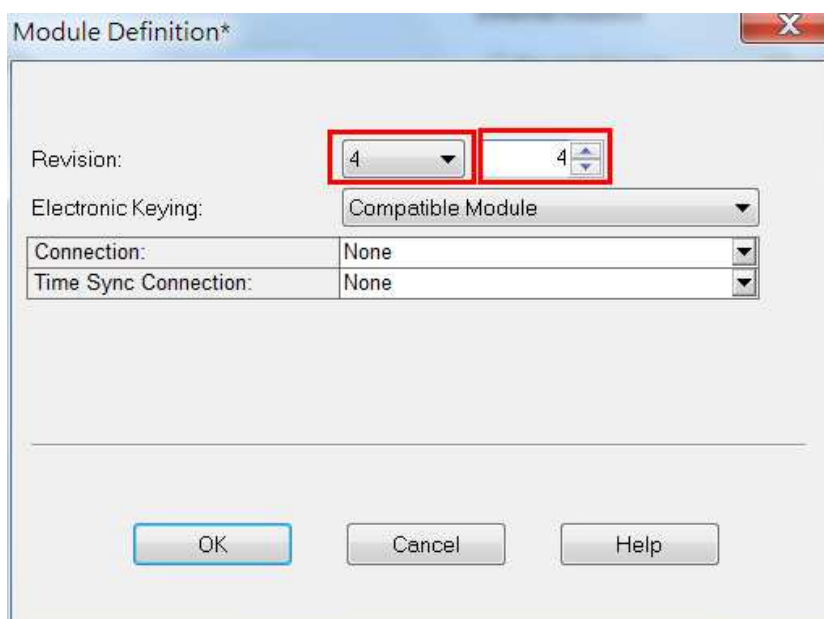 Module Definition*
Revision: 4 4
Electronic Keying: Compatible Module
Connection: None
Time Sync Connection: None
OK Cancel Help